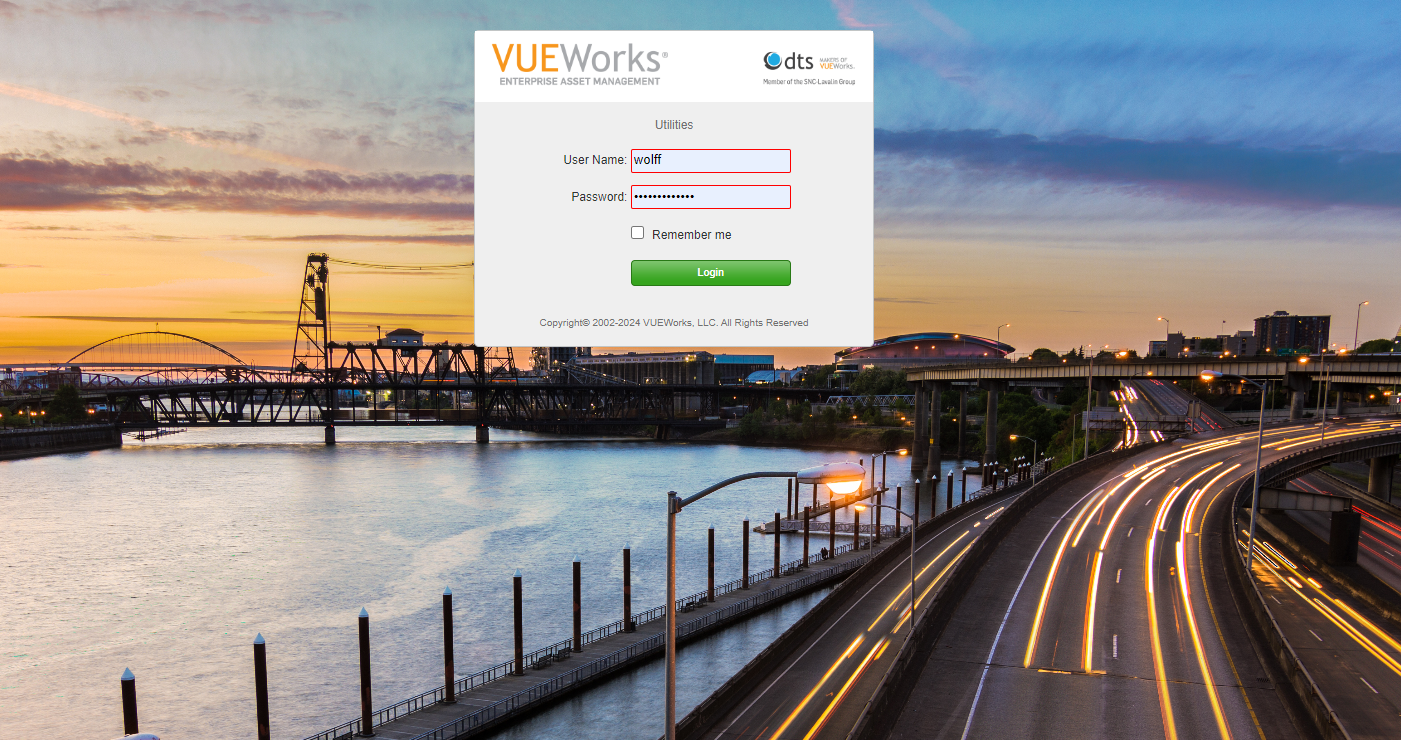 VUEWorks®
ENTERPRISE ASSET MANAGEMENT
dts MAKERS OF VUEWorks.
Member of the SNC-Lavalin Group
Utilities
User Name: wolff
Password: •••••••••••••
Remember me
Login
Copyright© 2002-2024 VUEWorks, LLC. All Rights Reserved